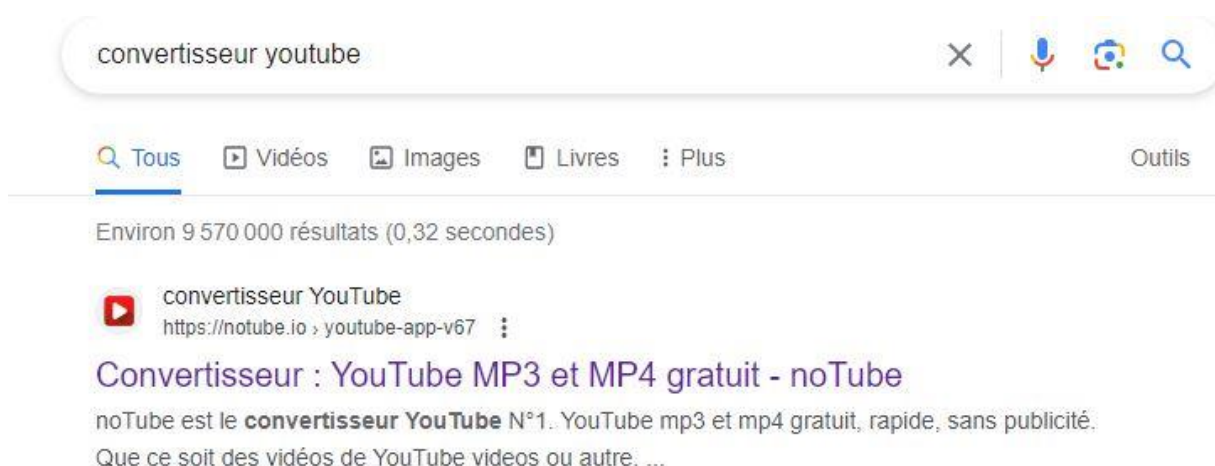 convertisseur youtube
Tous Vidéos Images Livres Plus Outils
Environ 9 570 000 résultats (0,32 secondes)
convertisseur YouTube
https://notube.io › youtube-app-v67
Convertisseur : YouTube MP3 et MP4 gratuit - noTube
noTube est le convertisseur YouTube N°1. YouTube mp3 et mp4 gratuit, rapide, sans publicité.
Que ce soit des vidéos de YouTube videos ou autre. ...